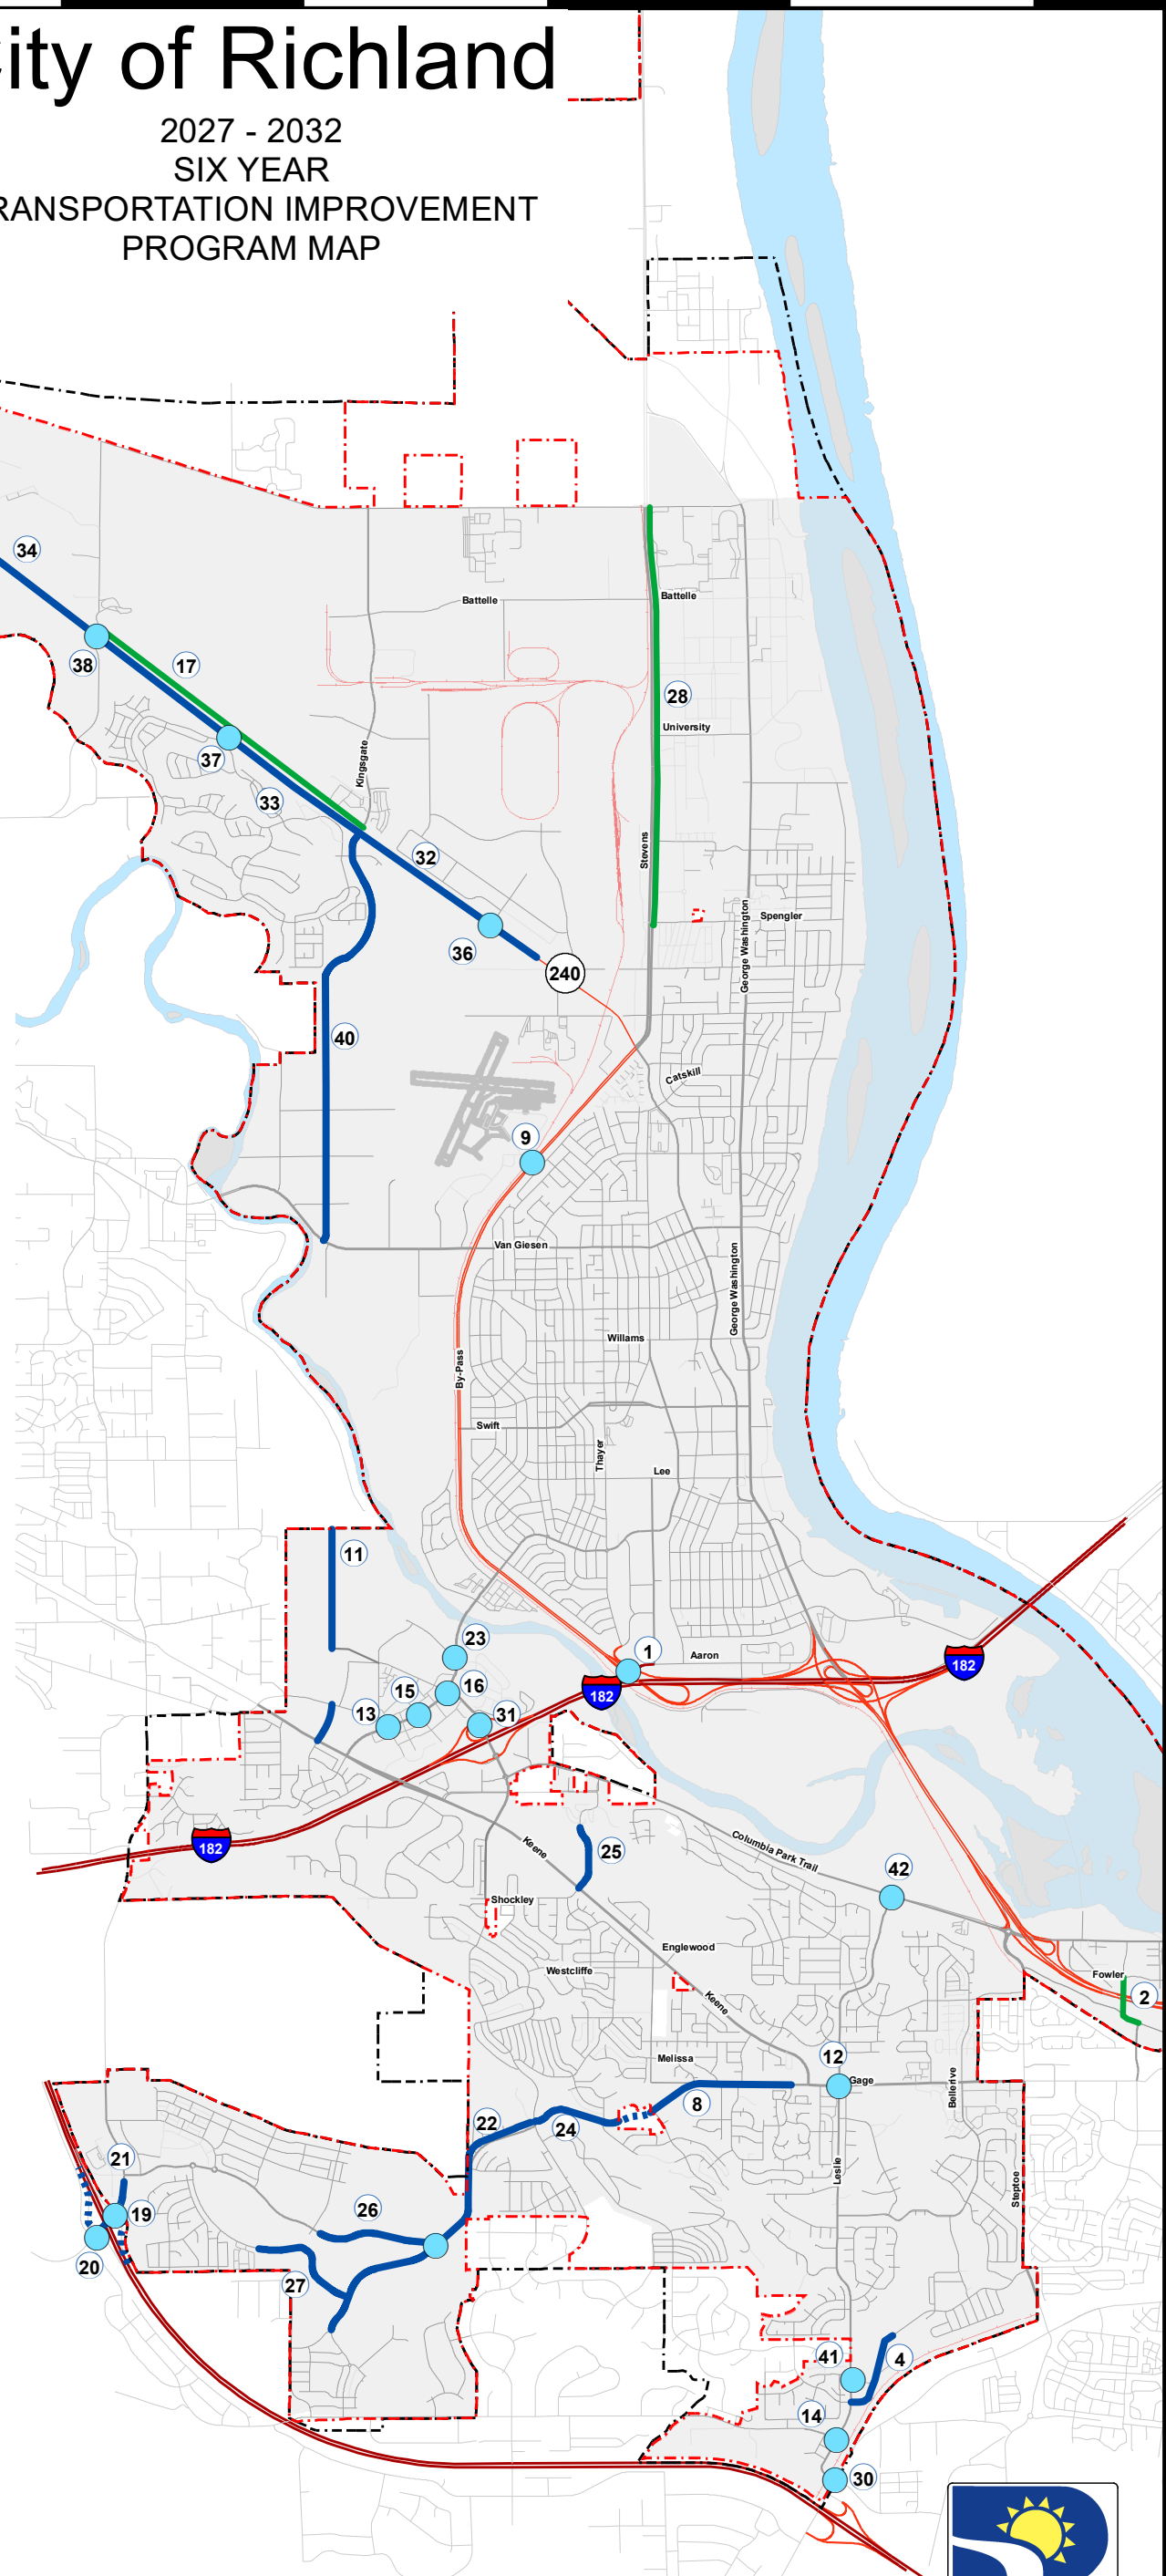 ity of Richland
2027 - 2032
SIX YEAR
RANSPORTATION IMPROVEMENT
PROGRAM MAP
34
Battelle
Battelle
38
17
28
University
37
Kingsgate
33
32
Stevens
George Washington
Spengler
36
240
40
Catskill
9
Van Giesen
George Washington
Willams
By-Pass
Swift
Thayer
Lee
11
23
1
Aaron
182
182
15
16
13
31
182
Keene
25
Columbia Park Trail
42
Shockley
Englewood
Westcliffe
Fowler
2
Keene
12
Melissa
Gage
Bellerive
8
22
24
21
Leslie
Steptoe
19
26
20
27
41
4
14
30